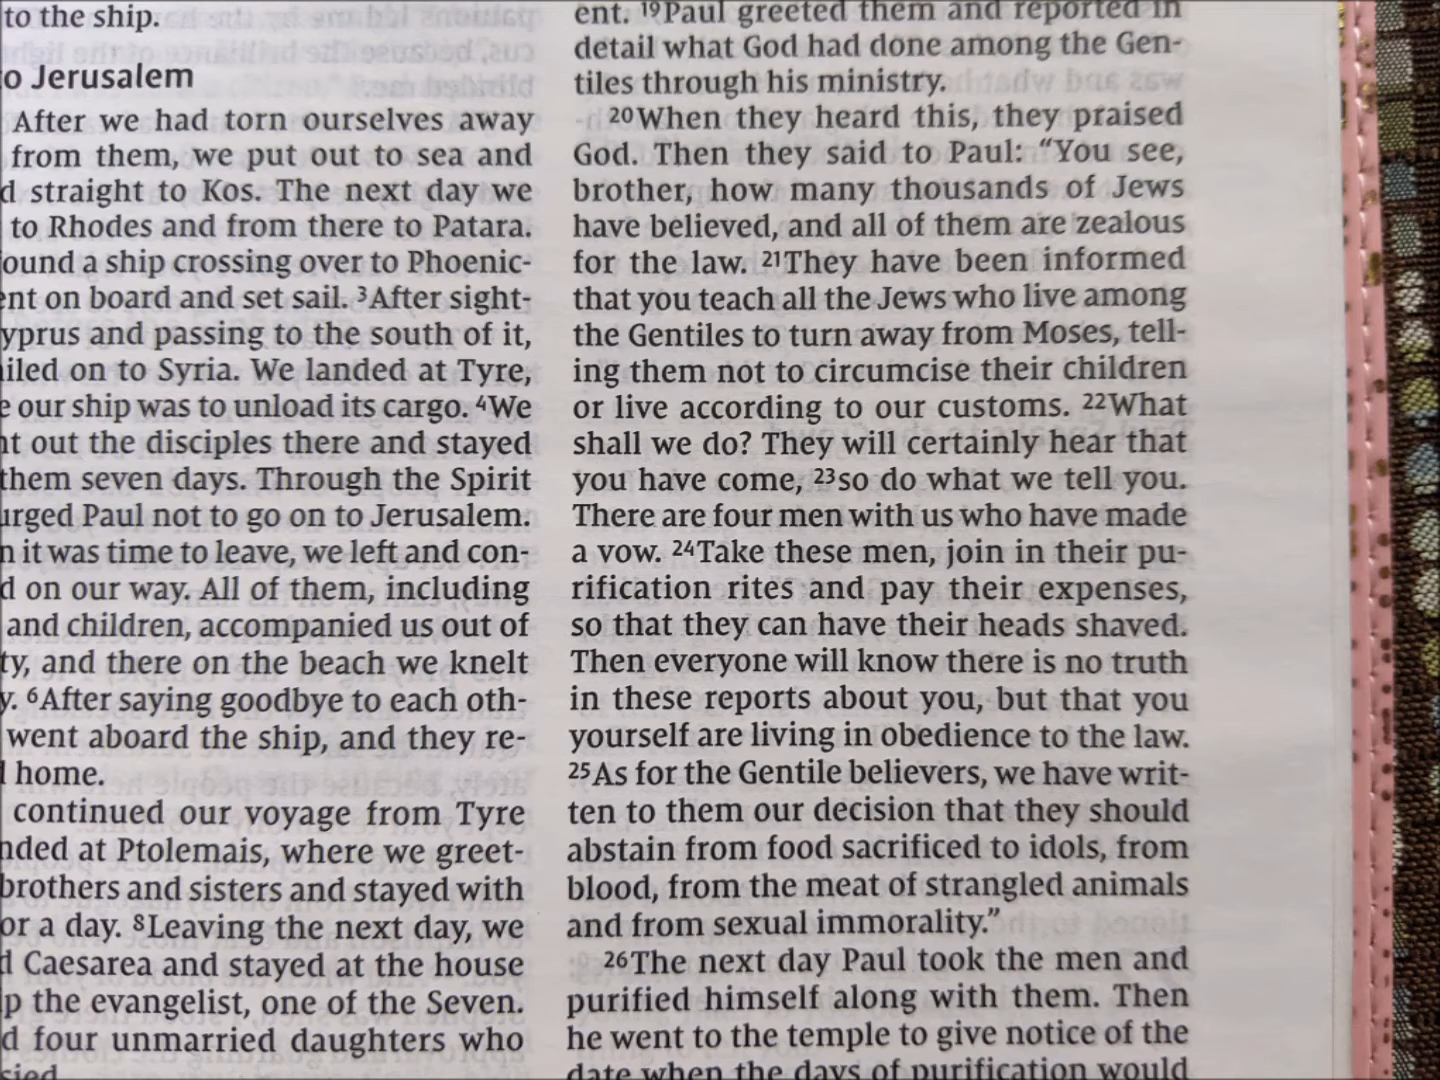 to the ship.
o Jerusalem
After we had torn ourselves away
from them, we put out to sea and
d straight to Kos. The next day we
to Rhodes and from there to Patara.
ound a ship crossing over to Phoenic-
ent on board and set sail. ³After sight-
yprus and passing to the south of it,
iled on to Syria. We landed at Tyre,
e our ship was to unload its cargo. ⁴We
ht out the disciples there and stayed
them seven days. Through the Spirit
urged Paul not to go on to Jerusalem.
n it was time to leave, we left and con-
d on our way. All of them, including
and children, accompanied us out of
ty, and there on the beach we knelt
y. ⁶After saying goodbye to each oth-
went aboard the ship, and they re-
d home.
continued our voyage from Tyre
nded at Ptolemais, where we greet-
brothers and sisters and stayed with
or a day. ⁸Leaving the next day, we
d Caesarea and stayed at the house
p the evangelist, one of the Seven.
d four unmarried daughters who
sied.
ent. ¹⁹Paul greeted them and reported in
detail what God had done among the Gen-
tiles through his ministry.
²⁰When they heard this, they praised
God. Then they said to Paul: “You see,
brother, how many thousands of Jews
have believed, and all of them are zealous
for the law. ²¹They have been informed
that you teach all the Jews who live among
the Gentiles to turn away from Moses, tell-
ing them not to circumcise their children
or live according to our customs. ²²What
shall we do? They will certainly hear that
you have come, ²³so do what we tell you.
There are four men with us who have made
a vow. ²⁴Take these men, join in their pu-
rification rites and pay their expenses,
so that they can have their heads shaved.
Then everyone will know there is no truth
in these reports about you, but that you
yourself are living in obedience to the law.
²⁵As for the Gentile believers, we have writ-
ten to them our decision that they should
abstain from food sacrificed to idols, from
blood, from the meat of strangled animals
and from sexual immorality.”
²⁶The next day Paul took the men and
purified himself along with them. Then
he went to the temple to give notice of the
date when the days of purification would